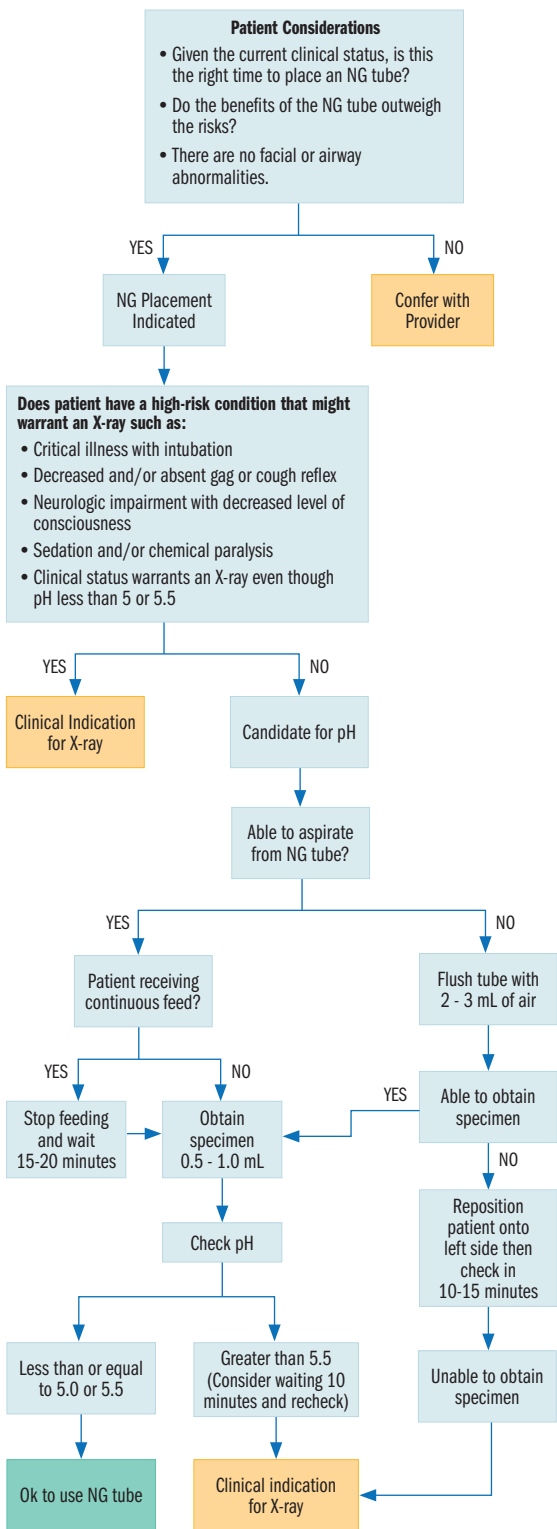 Patient Considerations
• Given the current clinical status, is this
the right time to place an NG tube?
• Do the benefits of the NG tube outweigh
the risks?
• There are no facial or airway
abnormalities.
YES
NO
NG Placement
Indicated
Confer with
Provider
Does patient have a high-risk condition that might
warrant an X-ray such as:
• Critical illness with intubation
• Decreased and/or absent gag or cough reflex
• Neurologic impairment with decreased level of
consciousness
• Sedation and/or chemical paralysis
• Clinical status warrants an X-ray even though
pH less than 5 or 5.5
YES
NO
Clinical Indication
for X-ray
Candidate for pH
Able to aspirate
from NG tube?
YES
NO
Patient receiving
continuous feed?
Flush tube with
2 - 3 mL of air
YES
NO
YES
Able to obtain
specimen
Stop feeding
and wait
15-20 minutes
Obtain
specimen
0.5 - 1.0 mL
NO
Reposition
patient onto
left side then
check in
10-15 minutes
Check pH
Less than or equal
to 5.0 or 5.5
Greater than 5.5
(Consider waiting 10
minutes and recheck)
Unable to obtain
specimen
Ok to use NG tube
Clinical indication
for X-ray